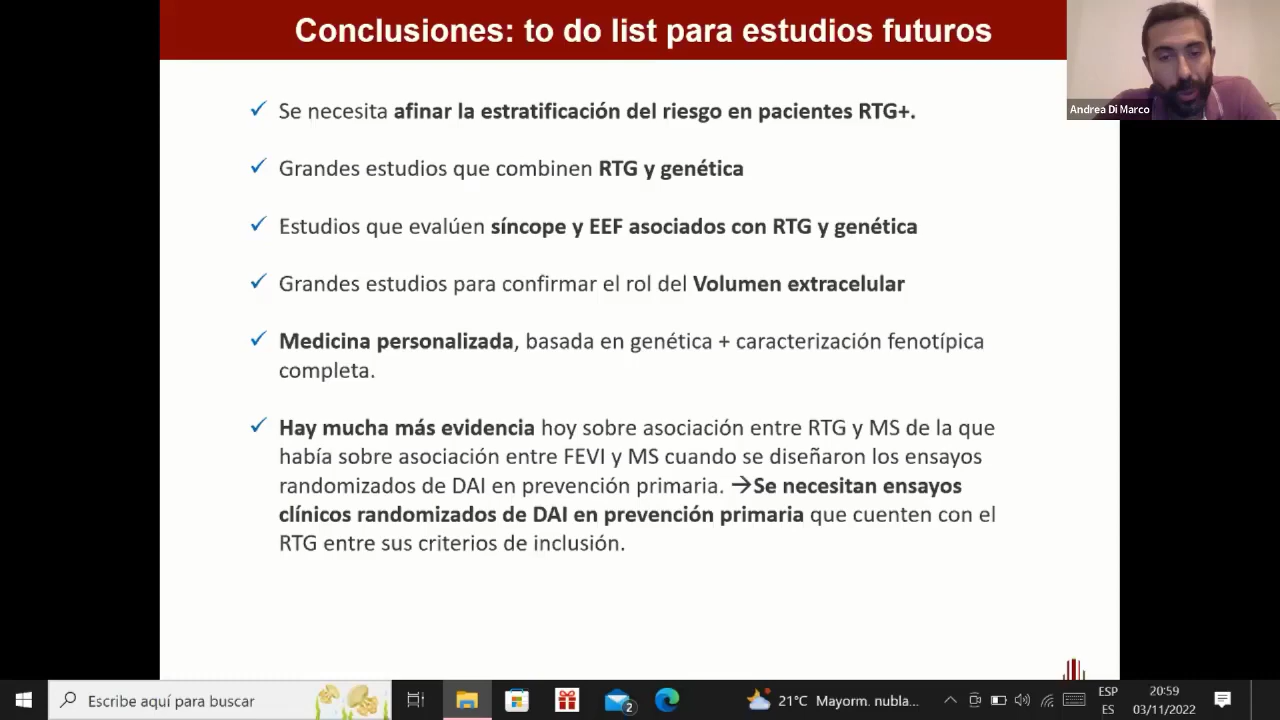 Conclusiones: to do list para estudios futuros
Andrea Di Marco
✓ Se necesita afinar la estratificación del riesgo en pacientes RTG+.
✓ Grandes estudios que combinen RTG y genética
✓ Estudios que evalúen síncope y EEF asociados con RTG y genética
✓ Grandes estudios para confirmar el rol del Volumen extracelular
✓ Medicina personalizada, basada en genética + caracterización fenotípica
completa.
✓ Hay mucha más evidencia hoy sobre asociación entre RTG y MS de la que
había sobre asociación entre FEVI y MS cuando se diseñaron los ensayos
randomizados de DAI en prevención primaria. →Se necesitan ensayos
clínicos randomizados de DAI en prevención primaria que cuenten con el
RTG entre sus criterios de inclusión.
Escribe aquí para buscar
2
21°C Mayorm. nubla...
ESP
ES
20:59
03/11/2022